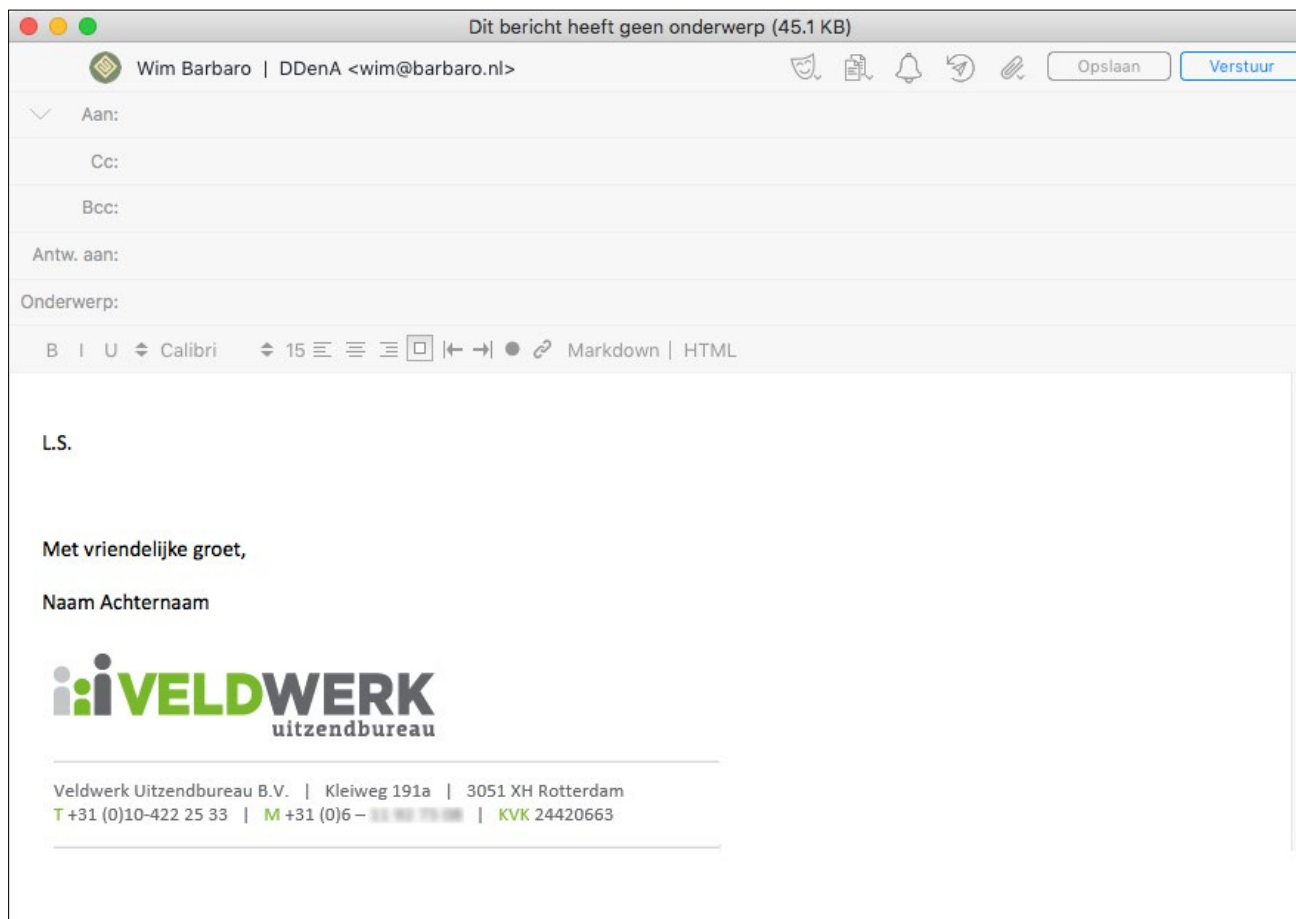 Dit bericht heeft geen onderwerp (45.1 KB)
Wim Barbaro | DDenA <wim@barbaro.nl> Opslaan Verstuur
Aan:
Cc:
Bcc:
Antw. aan:
Onderwerp:
B I U Calibri 15 Markdown | HTML
L.S.
Met vriendelijke groet,
Naam Achternaam
VELDWERK
uitzendbureau
Veldwerk Uitzendbureau B.V. | Kleiweg 191a | 3051 XH Rotterdam
T +31 (0)10-422 25 33 | M +31 (0)6 – | KVK 24420663